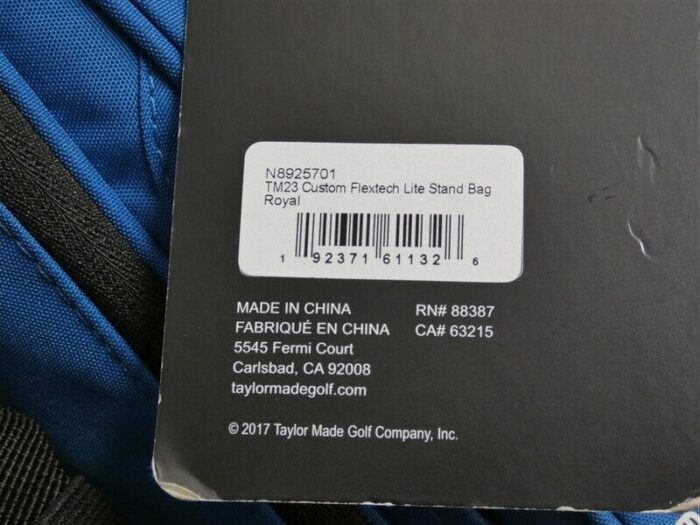 N8925701
TM23 Custom Flextech Lite Stand Bag
Royal
1 92371 61132 6
MADE IN CHINA RN# 88387
FABRIQUÉ EN CHINA CA# 63215
5545 Fermi Court
Carlsbad, CA 92008
taylormadegolf.com
© 2017 Taylor Made Golf Company, Inc.